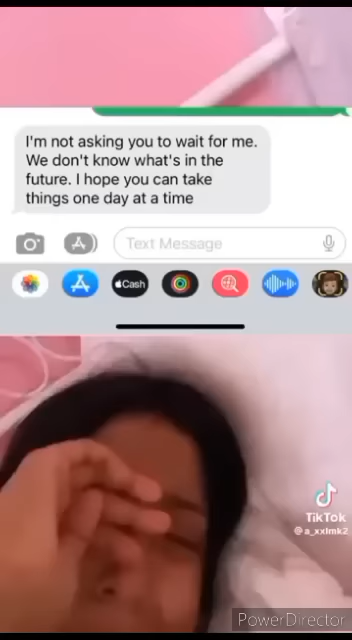 I'm not asking you to wait for me.
We don't know what's in the
future. I hope you can take
things one day at a time
Text Message
Cash
TikTok
@a_xxlmk2
PowerDirector